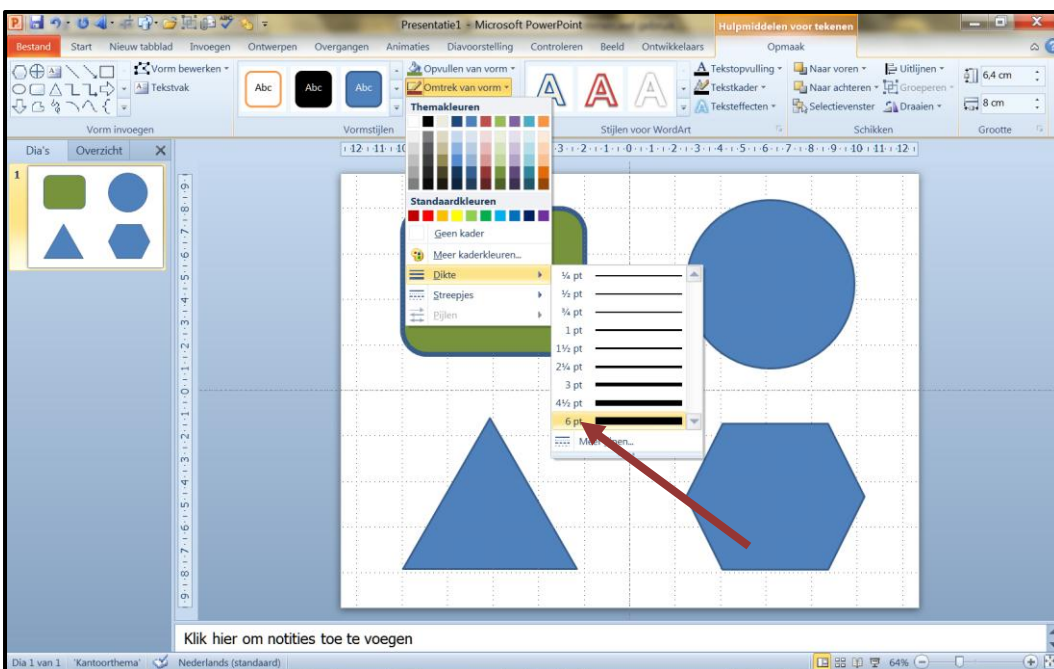 Presentatie1 - Microsoft PowerPoint
Hulpmiddelen voor tekenen
Bestand Start Nieuw tabblad Invoegen Ontwerpen Overgangen Animaties Diavoorstelling Controleren Beeld Ontwikkelaars Opmaak
Vorm bewerken
Tekstvak
Vorm invoegen
Abc Abc Abc
Vormstijlen
Opvullen van vorm
Omtrek van vorm
A A A
Stijlen voor WordArt
Tekstopvulling
Tekstkader
Teksteffecten
Naar voren
Naar achteren
Selectievenster
Uitlijnen
Groeperen
Draaien
Schikken
6,4 cm
8 cm
Grootte
Dia's Overzicht
1
Themakleuren
Standaardkleuren
Geen kader
Meer kaderkleuren...
Dikte
Streepjes
Pijlen
¼ pt
½ pt
¾ pt
1 pt
1½ pt
2¼ pt
3 pt
4½ pt
6 pt
Klik hier om notities toe te voegen
Dia 1 van 1 'Kantoorthema' Nederlands (standaard) 64%